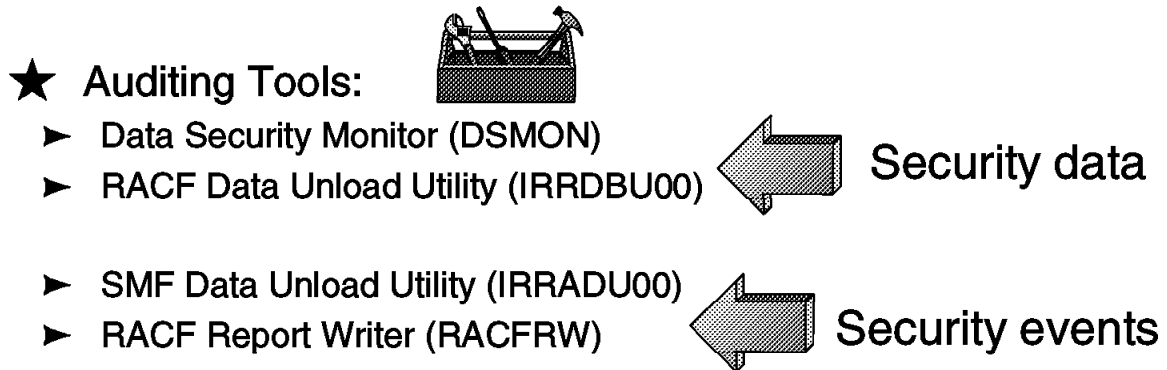 ★ Auditing Tools:
➤ Data Security Monitor (DSMON)
➤ RACF Data Unload Utility (IRRDBU00)
Security data
➤ SMF Data Unload Utility (IRRADU00)
➤ RACF Report Writer (RACFRW)
Security events